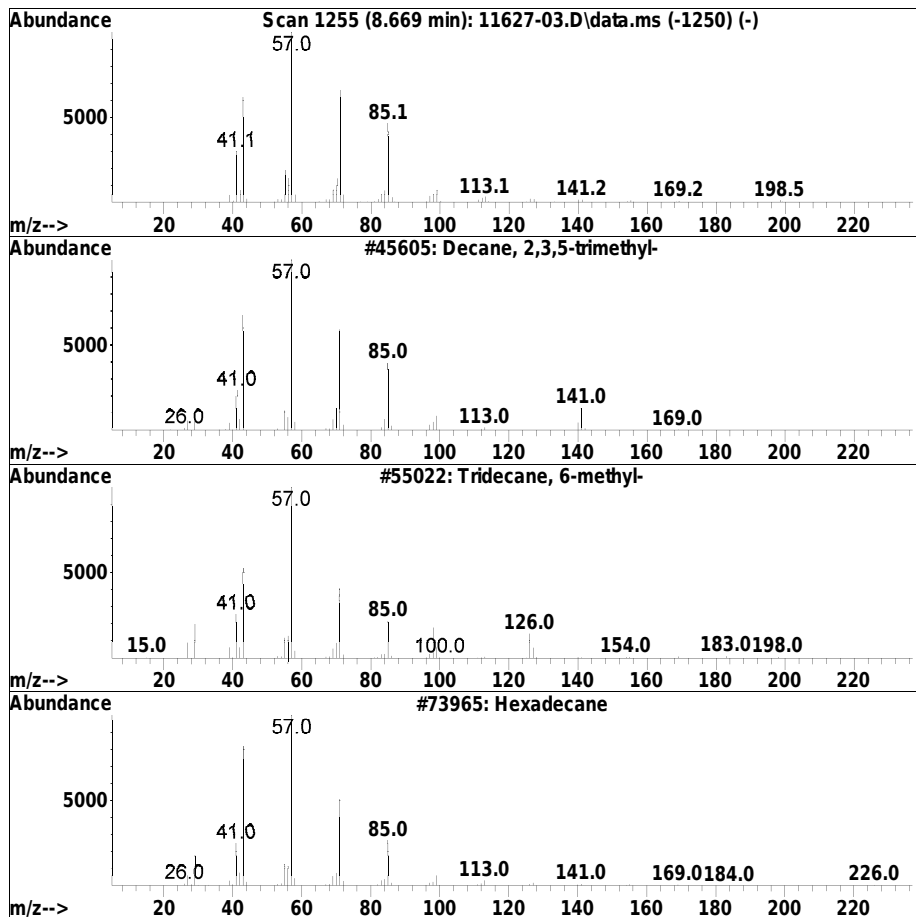 Abundance Scan 1255 (8.669 min): 11627-03.D\data.ms (-1250) (-)
57.0
5000
85.1
41.1
113.1 141.2 169.2 198.5
20 40 60 80 100 120 140 160 180 200 220
m/z-->
Abundance #45605: Decane, 2,3,5-trimethyl-
57.0
5000
85.0
41.0
141.0
26.0 113.0 169.0
20 40 60 80 100 120 140 160 180 200 220
m/z-->
Abundance #55022: Tridecane, 6-methyl-
57.0
5000
41.0 85.0
126.0
15.0 100.0 154.0 183.0 198.0
20 40 60 80 100 120 140 160 180 200 220
m/z-->
Abundance #73965: Hexadecane
57.0
5000
41.0 85.0
26.0 113.0 141.0 169.0 184.0 226.0
20 40 60 80 100 120 140 160 180 200 220
m/z-->